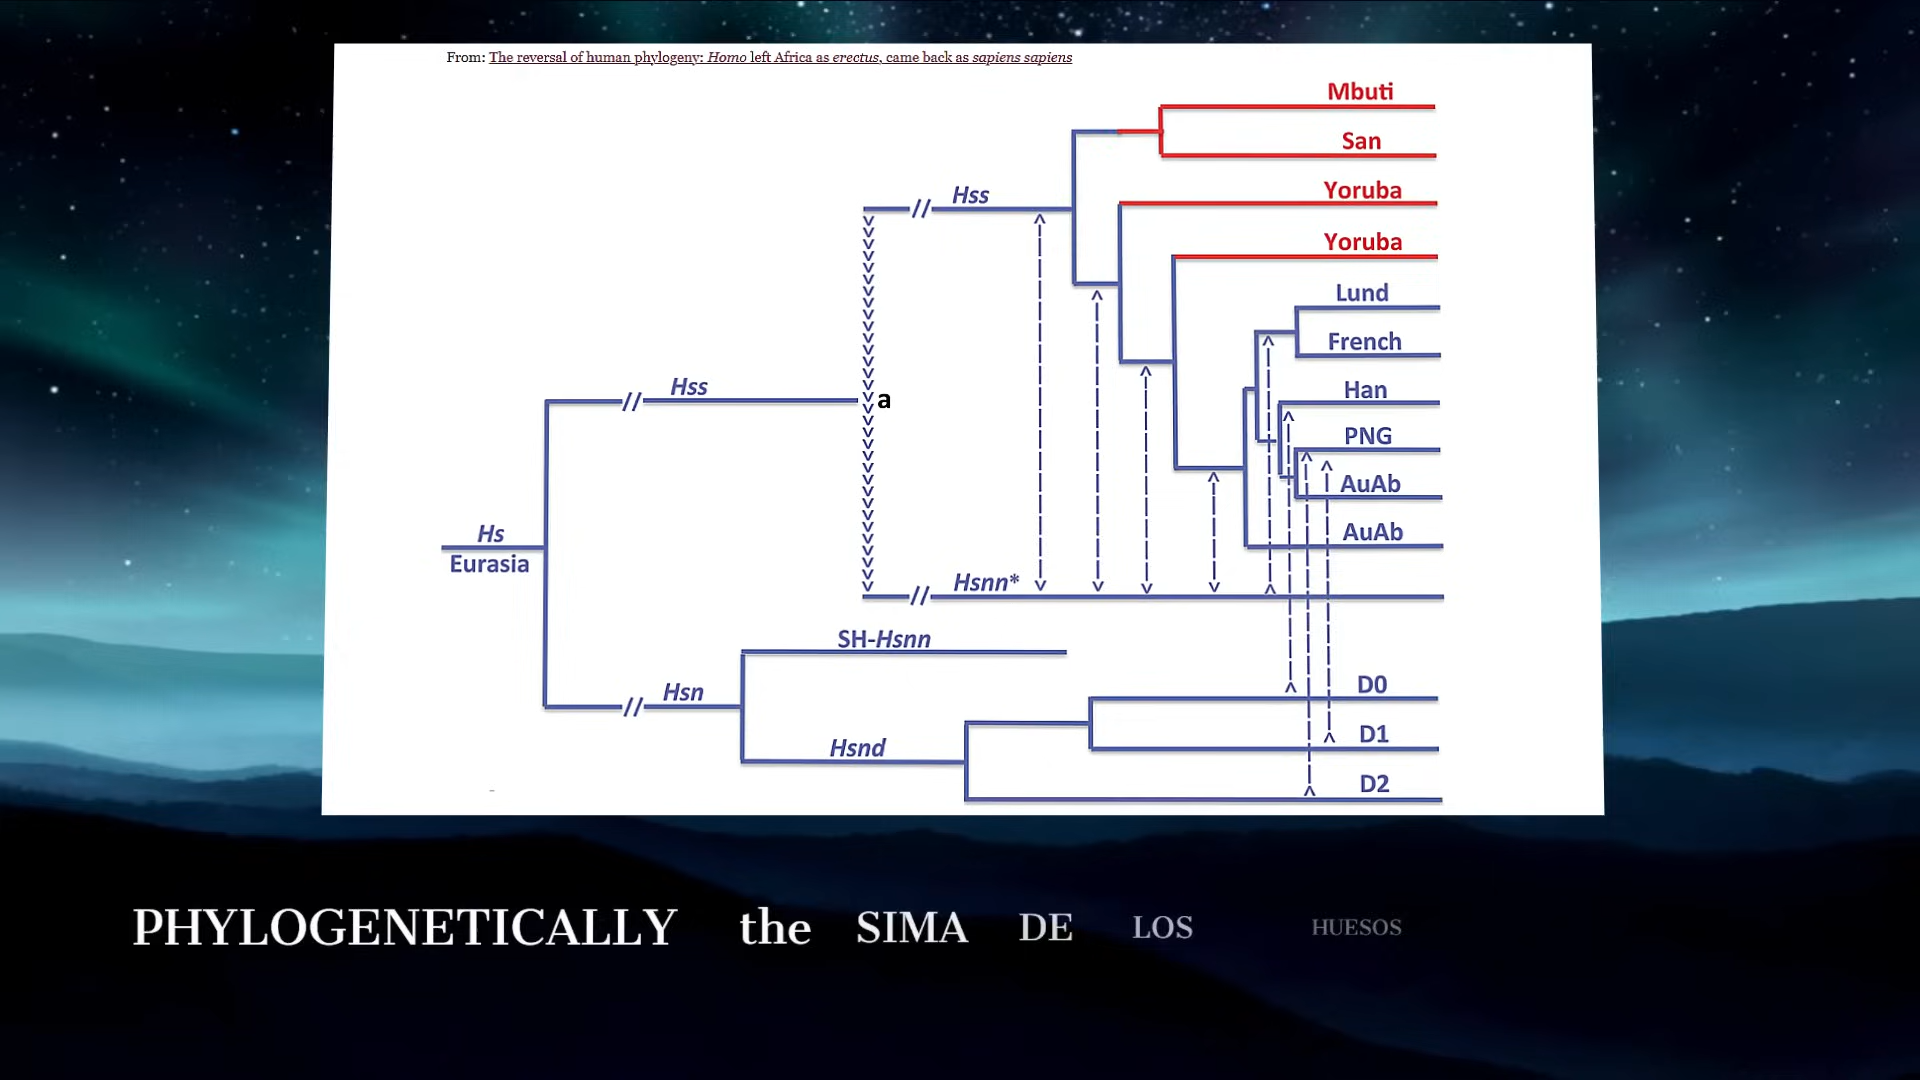 From: The reversal of human phylogeny: Homo left Africa as erectus, came back as sapiens sapiens
Mbuti
San
Yoruba
Hss
Yoruba
Lund
French
Hss
Han
a
PNG
AuAb
Hs
AuAb
Eurasia
Hsnn*
SH-Hsnn
Hsn
D0
D1
Hsnd
D2
PHYLOGENETICALLY the SIMA DE LOS HUESOS